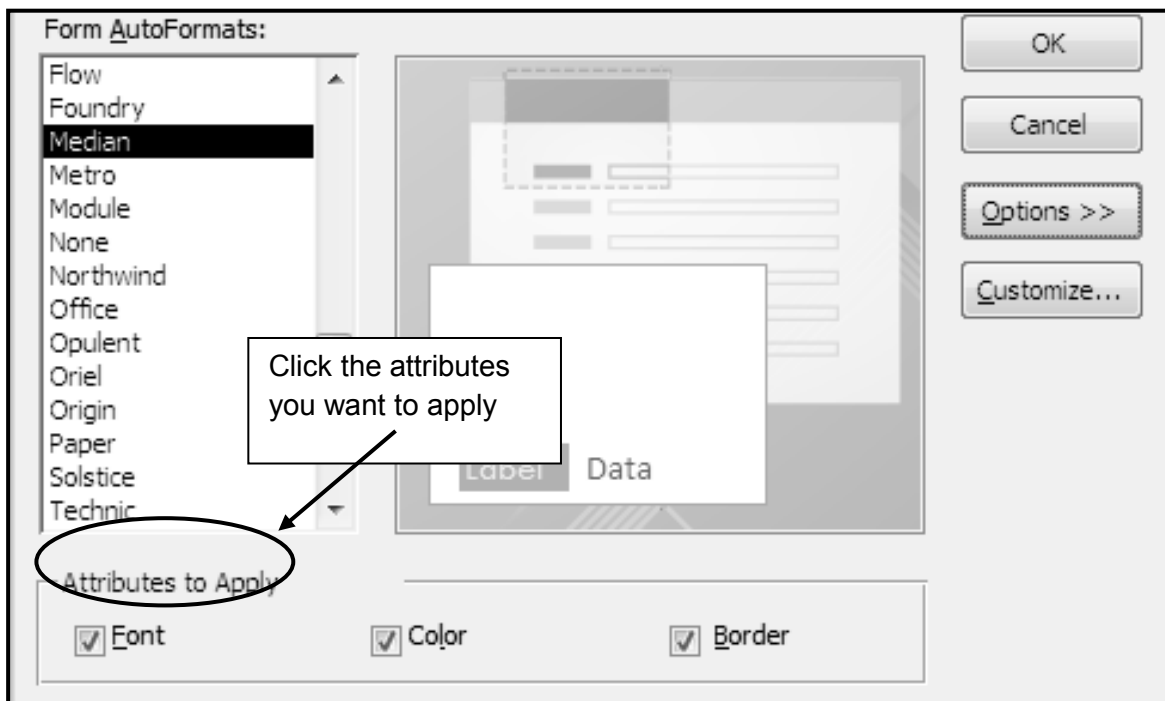 Form AutoFormats:
Flow
Foundry
Median
Metro
Module
None
Northwind
Office
Opulent
Oriel
Origin
Paper
Solstice
Technic
OK
Cancel
Options >>
Customize...
Click the attributes
you want to apply
Label Data
Attributes to Apply
Font Color Border